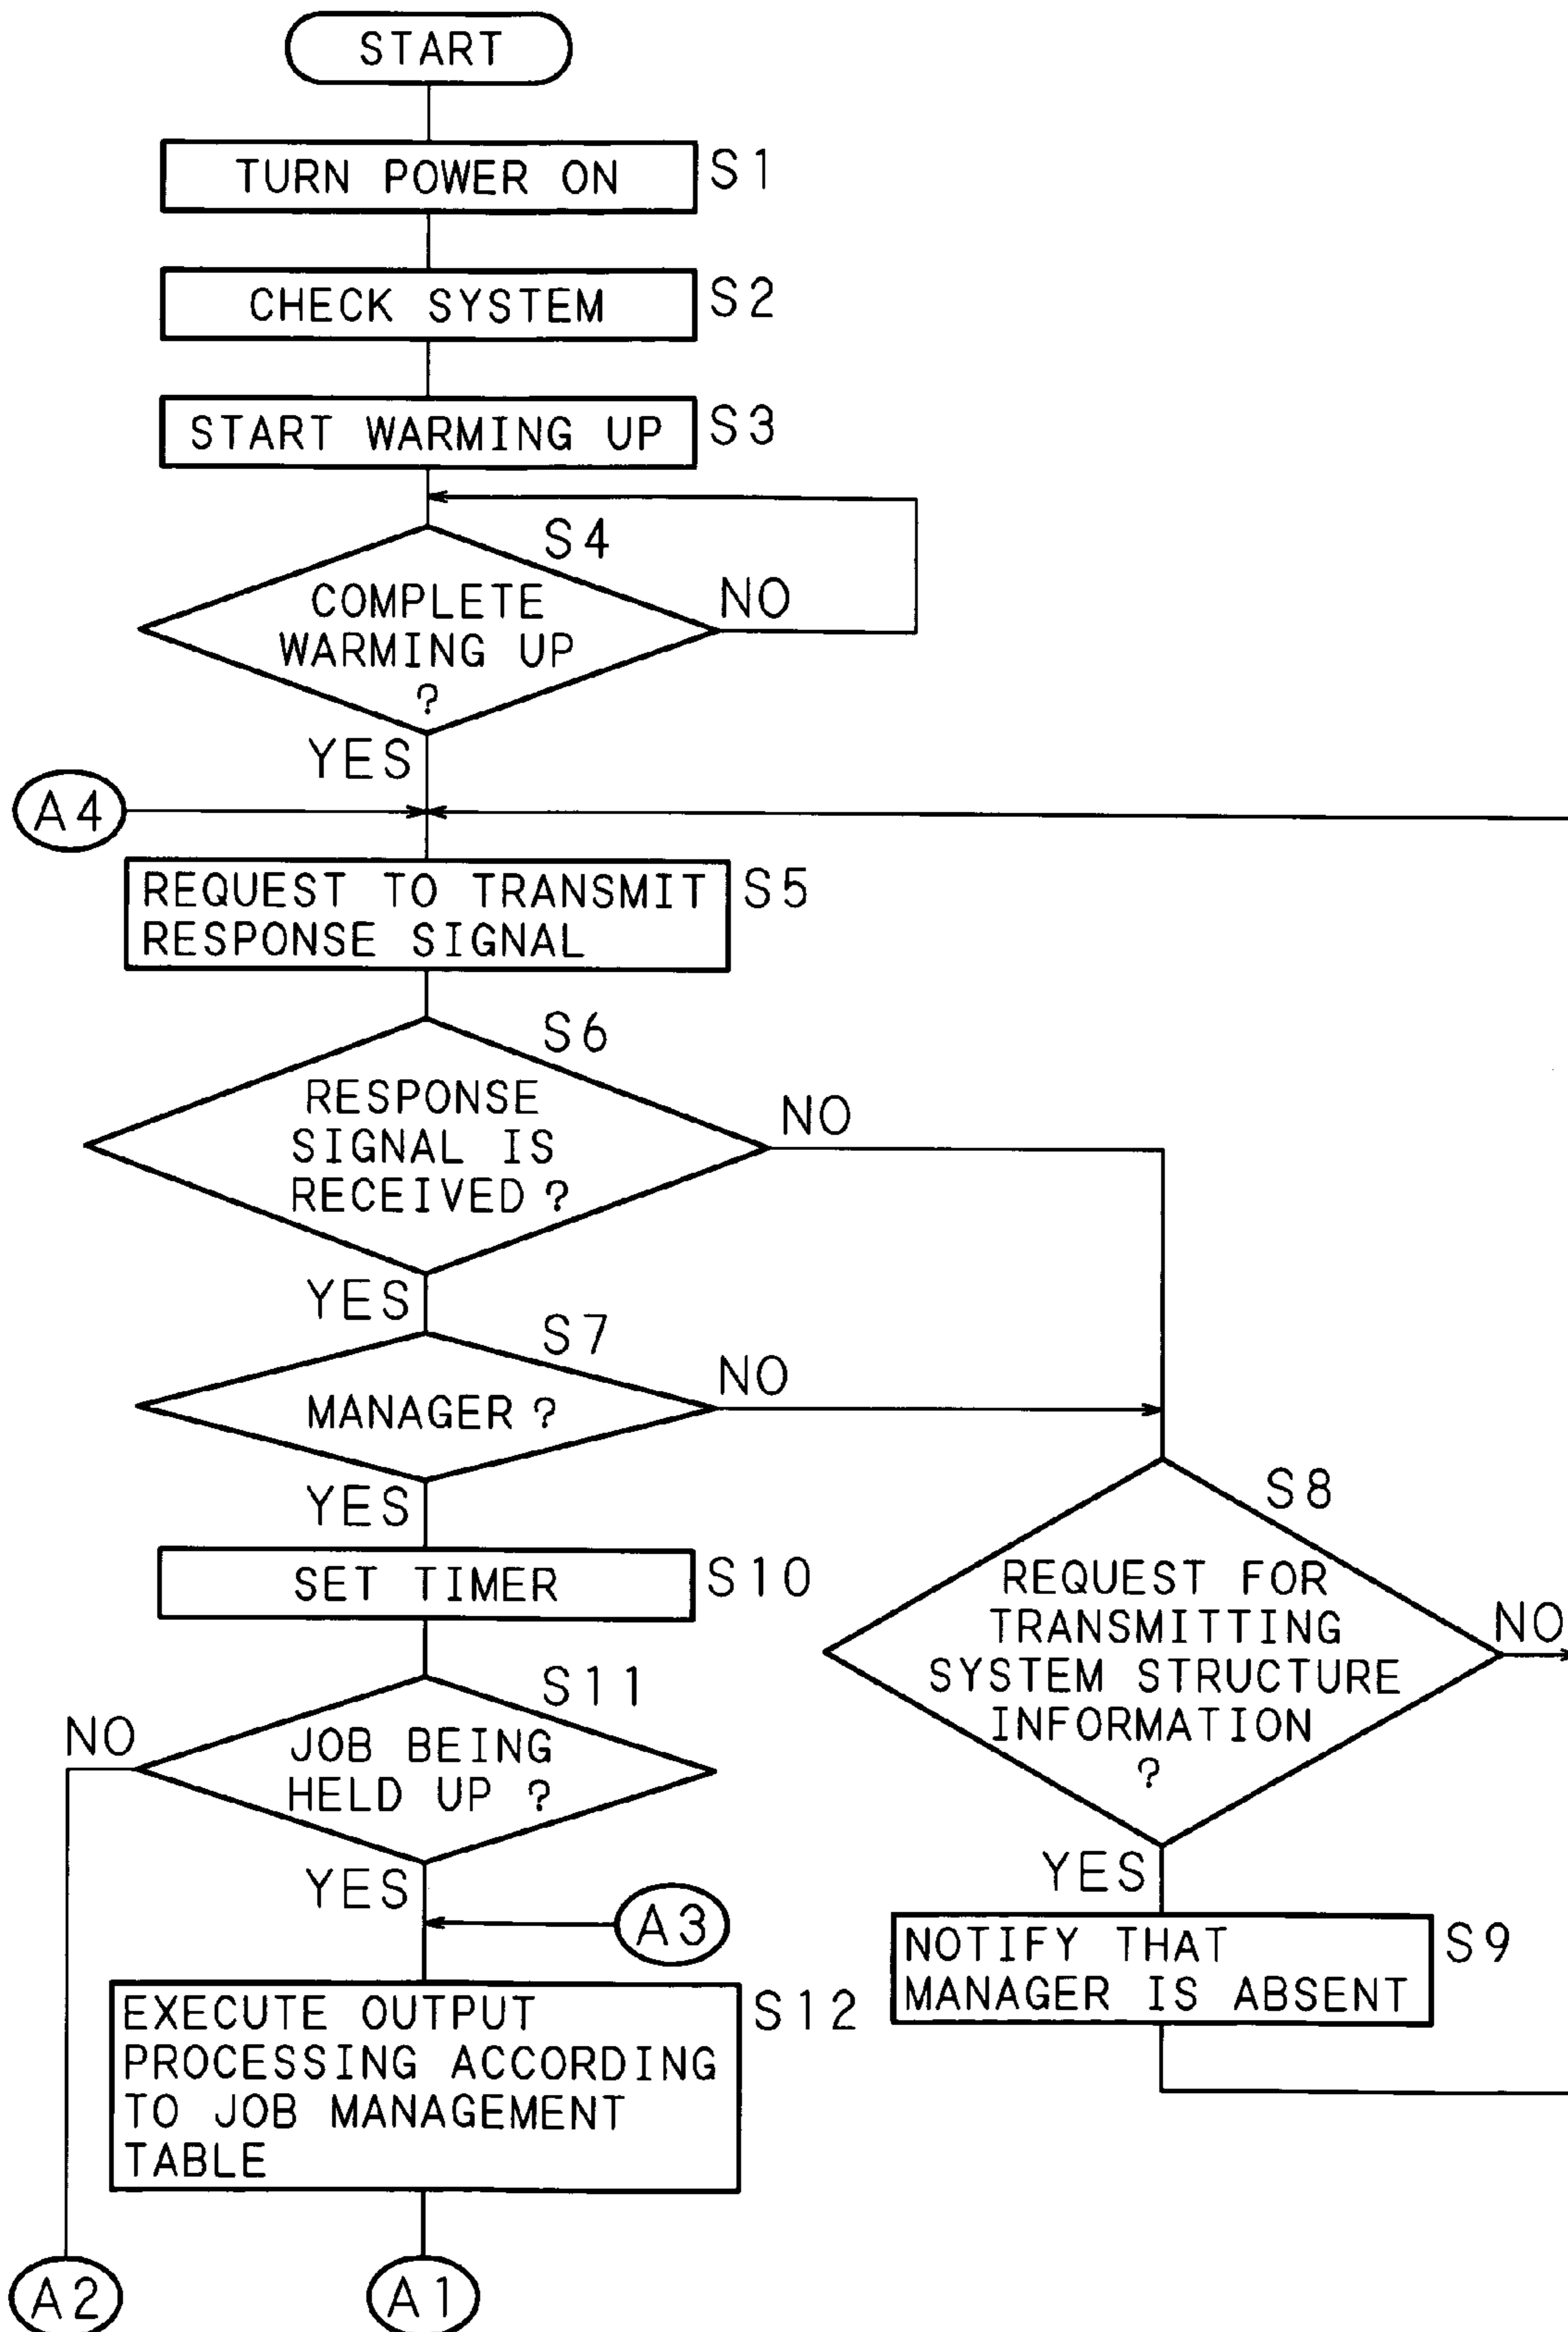 START
TURN POWER ON
S1
CHECK SYSTEM
S2
START WARMING UP
S3
S4
COMPLETE
WARMING UP
?
NO
YES
A4
REQUEST TO TRANSMIT
RESPONSE SIGNAL
S5
S6
RESPONSE
SIGNAL IS
RECEIVED ?
NO
YES
S7
MANAGER ?
NO
YES
S8
REQUEST FOR
TRANSMITTING
SYSTEM STRUCTURE
INFORMATION
?
NO
YES
NOTIFY THAT
MANAGER IS ABSENT
S9
SET TIMER
S10
S11
JOB BEING
HELD UP ?
NO
YES
A3
EXECUTE OUTPUT
PROCESSING ACCORDING
TO JOB MANAGEMENT
TABLE
S12
A2
A1